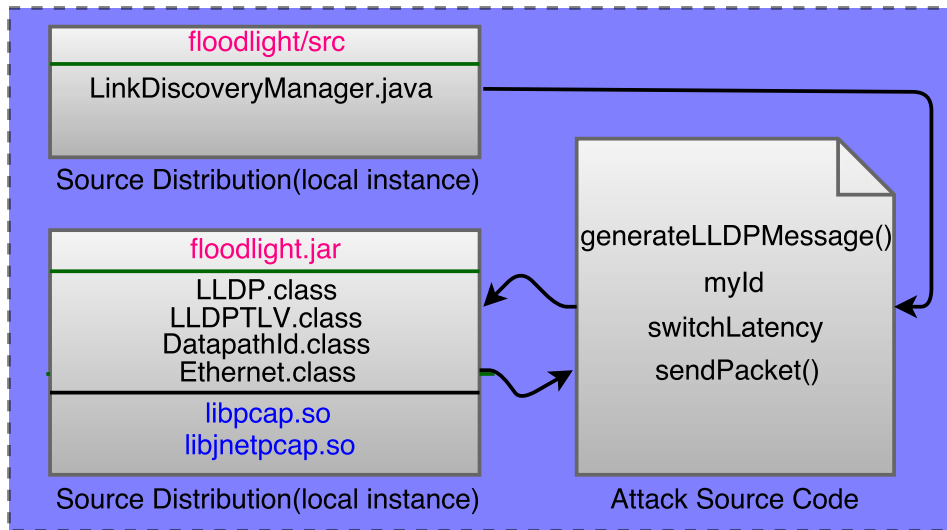 floodlight/src
LinkDiscoveryManager.java
Source Distribution(local instance)
floodlight.jar
LLDP.class
LLDPTLV.class
DatapathId.class
Ethernet.class
libpcap.so
libjnetpcap.so
Source Distribution(local instance)
generateLLDPMessage()
myId
switchLatency
sendPacket()
Attack Source Code